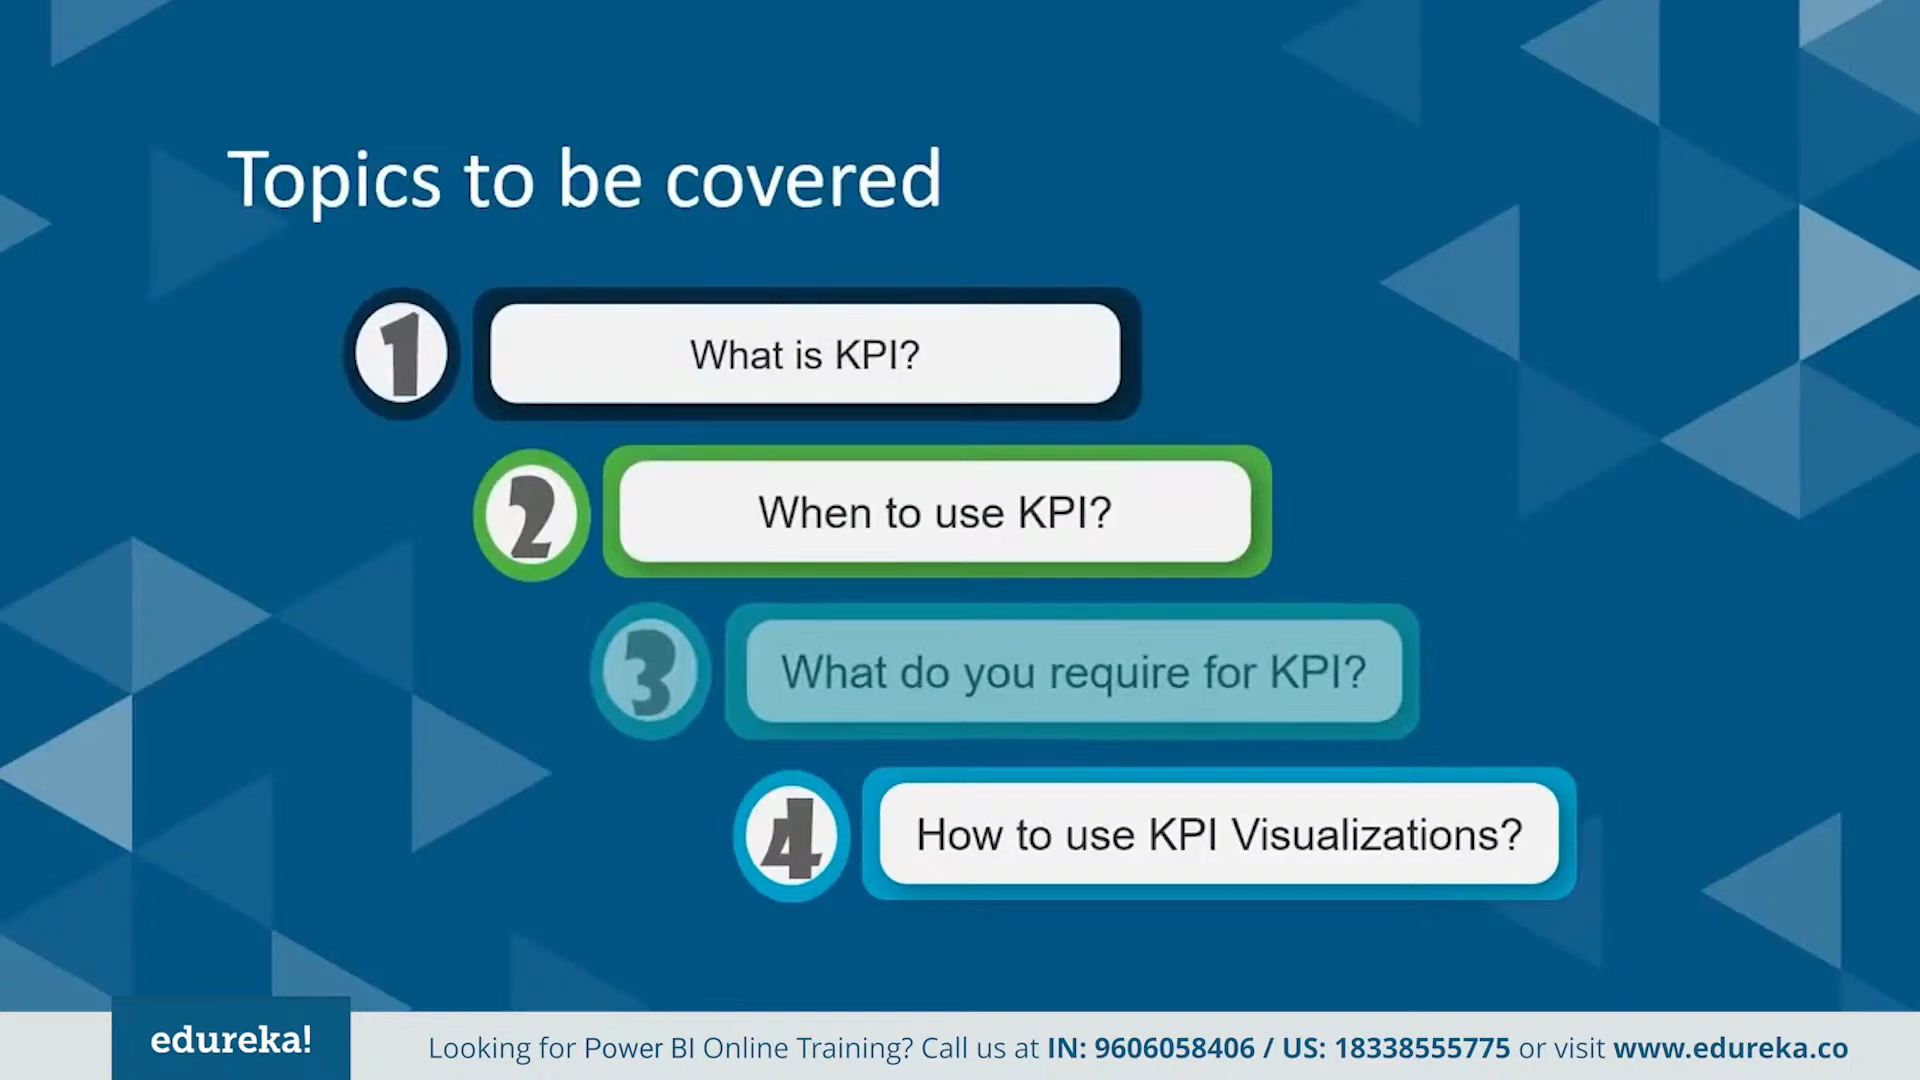 Topics to be covered
1
What is KPI?
2
When to use KPI?
3
What do you require for KPI?
4
How to use KPI Visualizations?
edureka!
Looking for Power BI Online Training? Call us at IN: 9606058406 / US: 18338555775 or visit www.edureka.co